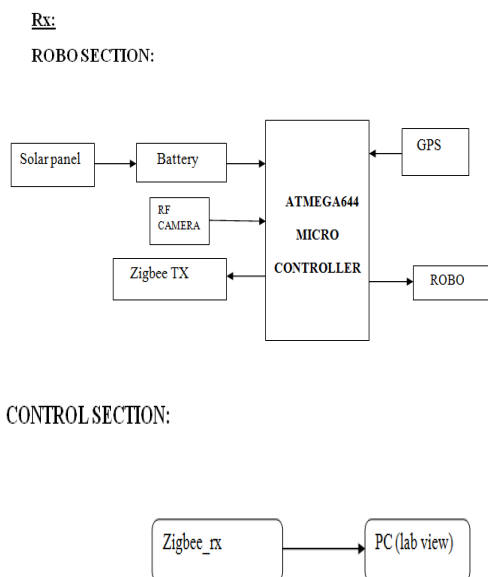 Rx:
ROBO SECTION:
Solar panel
Battery
GPS
RF
CAMERA
ATMEGA644
MICRO
CONTROLLER
Zigbee TX
ROBO
CONTROL SECTION:
Zigbee_rx
PC (lab view)